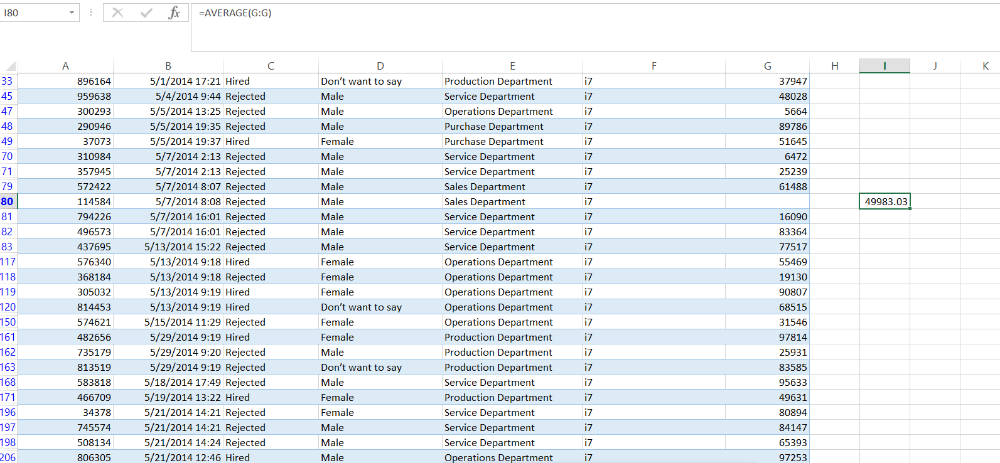 I80 fx =AVERAGE(G:G)
A B C D E F G H I J K
33 896164 5/1/2014 17:21 Hired Don’t want to say Production Department i7 37947
45 959638 5/4/2014 9:44 Rejected Male Service Department i7 48028
47 300293 5/5/2014 13:25 Rejected Male Operations Department i7 5664
48 290946 5/5/2014 19:35 Rejected Male Purchase Department i7 89786
49 37073 5/5/2014 19:37 Hired Female Purchase Department i7 51645
70 310984 5/7/2014 2:13 Rejected Male Service Department i7 6472
71 357945 5/7/2014 2:13 Rejected Male Service Department i7 25239
79 572422 5/7/2014 8:07 Rejected Male Sales Department i7 61488
80 114584 5/7/2014 8:08 Rejected Male Sales Department i7 49983.03
81 794226 5/7/2014 16:01 Rejected Male Service Department i7 16090
82 496573 5/7/2014 16:01 Rejected Male Service Department i7 83364
83 437695 5/13/2014 15:22 Rejected Male Service Department i7 77517
117 576340 5/13/2014 9:18 Hired Female Operations Department i7 55469
118 368184 5/13/2014 9:18 Rejected Female Operations Department i7 19130
119 305032 5/13/2014 9:19 Hired Female Operations Department i7 90807
120 814453 5/13/2014 9:19 Hired Don’t want to say Operations Department i7 68515
150 574621 5/15/2014 11:29 Rejected Female Operations Department i7 31546
161 482656 5/29/2014 9:19 Hired Female Production Department i7 97814
162 735179 5/29/2014 9:20 Rejected Male Production Department i7 25931
163 813519 5/29/2014 9:19 Rejected Don’t want to say Production Department i7 83585
168 583818 5/18/2014 17:49 Rejected Male Service Department i7 95633
171 466709 5/19/2014 13:22 Hired Female Production Department i7 49631
196 34378 5/21/2014 14:21 Rejected Female Service Department i7 80894
197 745574 5/21/2014 14:21 Rejected Male Service Department i7 84147
198 508134 5/21/2014 14:24 Rejected Male Service Department i7 65393
206 806305 5/21/2014 12:46 Hired Male Operations Department i7 97253